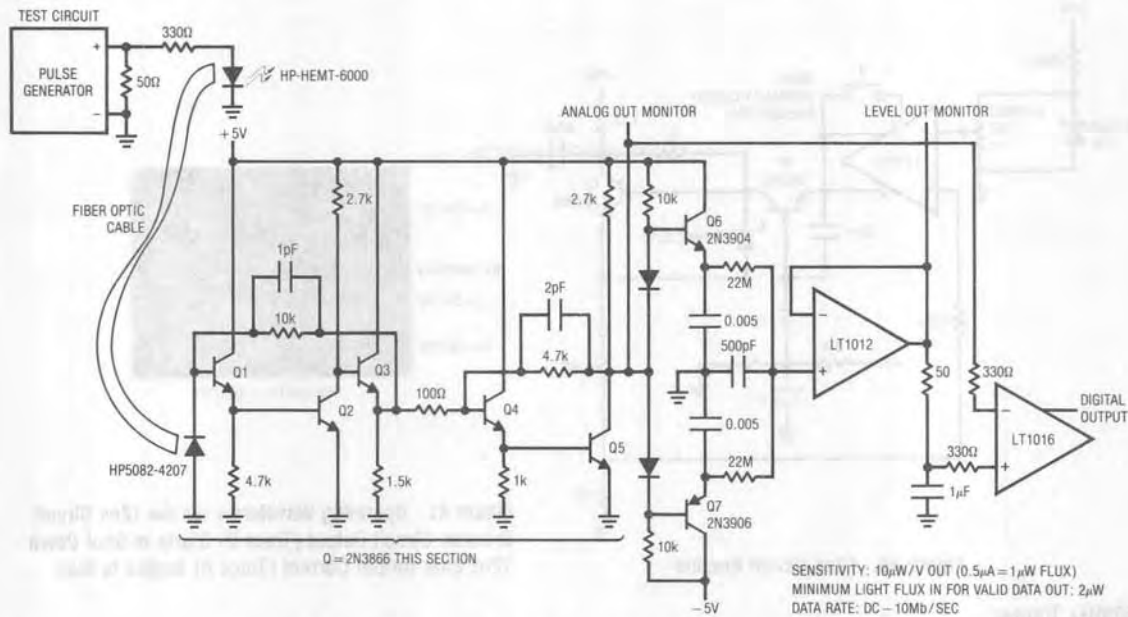 TEST CIRCUIT
PULSE
GENERATOR
+
−
50Ω
330Ω
HP-HEMT-6000
+5V
FIBER OPTIC
CABLE
HP5082-4207
Q1
4.7k
1pF
10k
2.7k
Q2
Q3
1.5k
100Ω
Q4
1k
2pF
4.7k
Q5
2.7k
Q=2N3866 THIS SECTION
ANALOG OUT MONITOR
10k
Q6
2N3904
22M
0.005
500pF
0.005
22M
Q7
2N3906
10k
−5V
LEVEL OUT MONITOR
−
LT1012
+
50
330Ω
330Ω
1μF
−
LT1016
+
DIGITAL
OUTPUT
SENSITIVITY: 10μW/V OUT (0.5μA=1μW FLUX)
MINIMUM LIGHT FLUX IN FOR VALID DATA OUT: 2μW
DATA RATE: DC − 10Mb/SEC